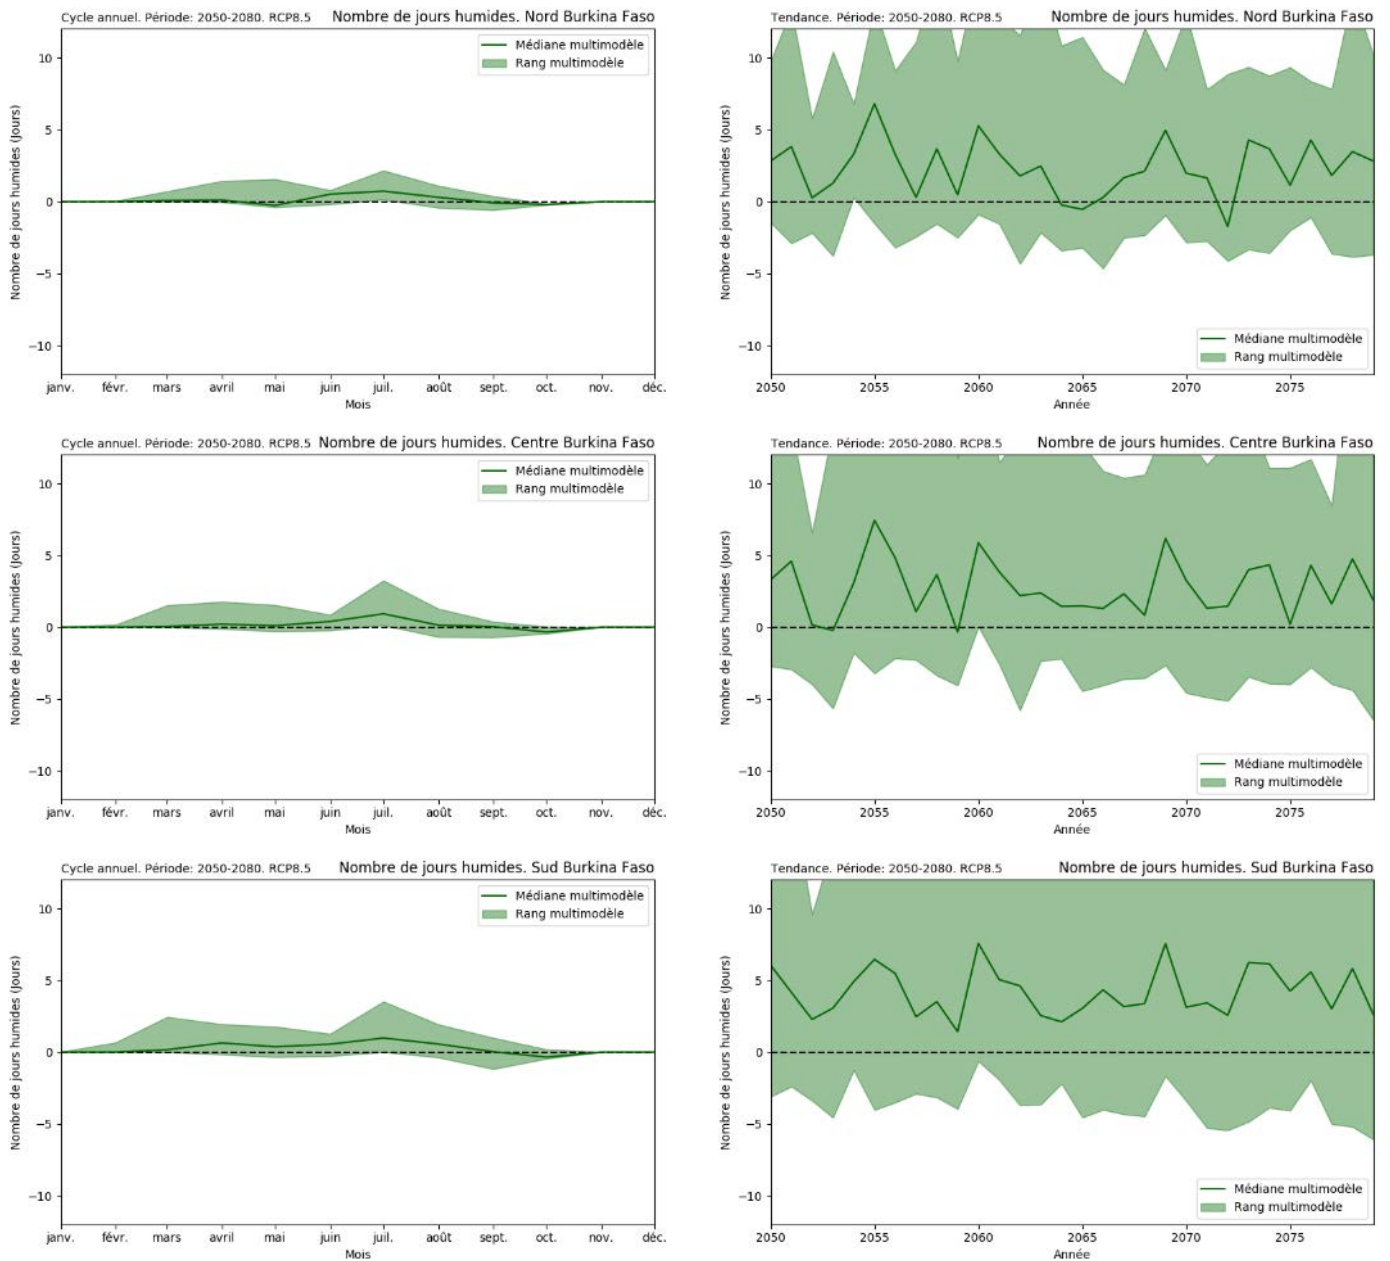 Cycle annuel. Période: 2050-2080. RCP8.5 Nombre de jours humides. Nord Burkina Faso
Médiane multimodèle
Rang multimodèle
Nombre de jours humides (Jours)
10
5
0
−5
−10
janv. févr. mars avril mai juin juil. août sept. oct. nov. déc.
Mois
Tendance. Période: 2050-2080. RCP8.5 Nombre de jours humides. Nord Burkina Faso
Nombre de jours humides (Jours)
10
5
0
−5
−10
Médiane multimodèle
Rang multimodèle
2050 2055 2060 2065 2070 2075
Année
Cycle annuel. Période: 2050-2080. RCP8.5 Nombre de jours humides. Centre Burkina Faso
Médiane multimodèle
Rang multimodèle
Nombre de jours humides (Jours)
10
5
0
−5
−10
janv. févr. mars avril mai juin juil. août sept. oct. nov. déc.
Mois
Tendance. Période: 2050-2080. RCP8.5 Nombre de jours humides. Centre Burkina Faso
Nombre de jours humides (Jours)
10
5
0
−5
−10
Médiane multimodèle
Rang multimodèle
2050 2055 2060 2065 2070 2075
Année
Cycle annuel. Période: 2050-2080. RCP8.5 Nombre de jours humides. Sud Burkina Faso
Médiane multimodèle
Rang multimodèle
Nombre de jours humides (Jours)
10
5
0
−5
−10
janv. févr. mars avril mai juin juil. août sept. oct. nov. déc.
Mois
Tendance. Période: 2050-2080. RCP8.5 Nombre de jours humides. Sud Burkina Faso
Nombre de jours humides (Jours)
10
5
0
−5
−10
Médiane multimodèle
Rang multimodèle
2050 2055 2060 2065 2070 2075
Année